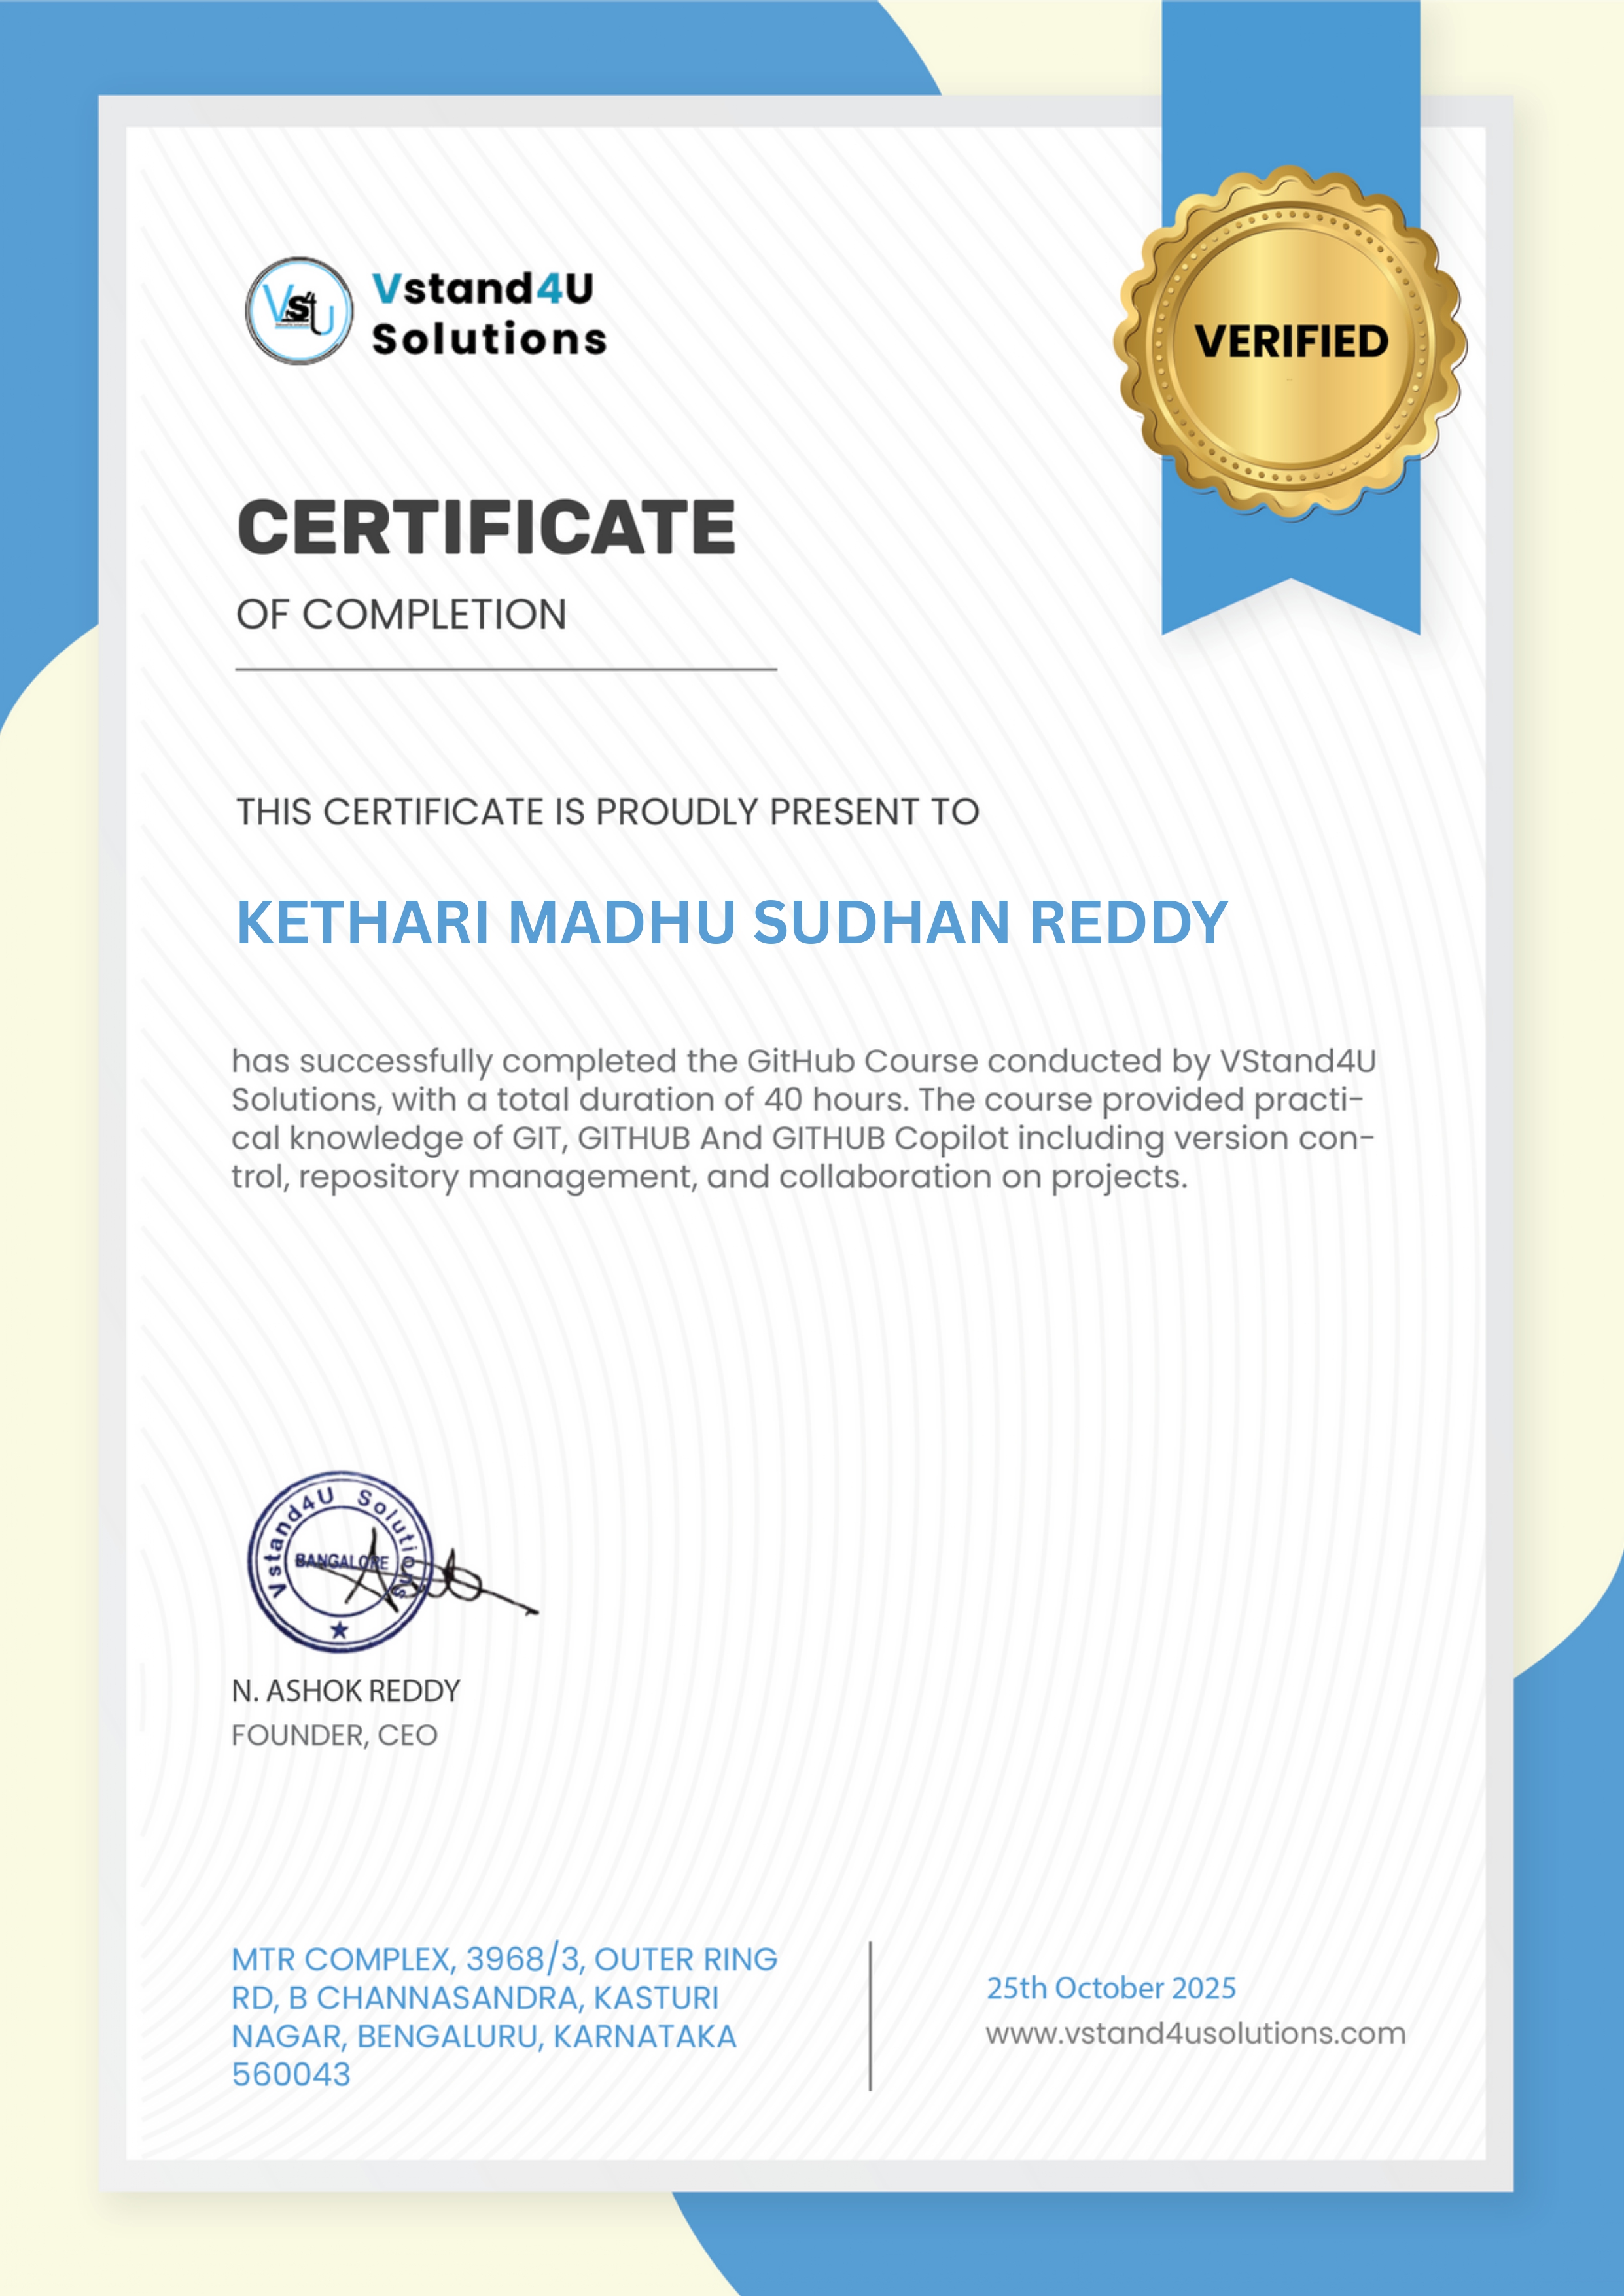 Vstand4U
Solutions
VERIFIED
CERTIFICATE
OF COMPLETION
THIS CERTIFICATE IS PROUDLY PRESENT TO
KETHARI MADHU SUDHAN REDDY
has successfully completed the GitHub Course conducted by VStand4U
Solutions, with a total duration of 40 hours. The course provided practi-
cal knowledge of GIT, GITHUB And GITHUB Copilot including version con-
trol, repository management, and collaboration on projects.
Vstand4U Solutions
BANGALORE
N. ASHOK REDDY
FOUNDER, CEO
MTR COMPLEX, 3968/3, OUTER RING
RD, B CHANNASANDRA, KASTURI
NAGAR, BENGALURU, KARNATAKA
560043
25th October 2025
www.vstand4usolutions.com